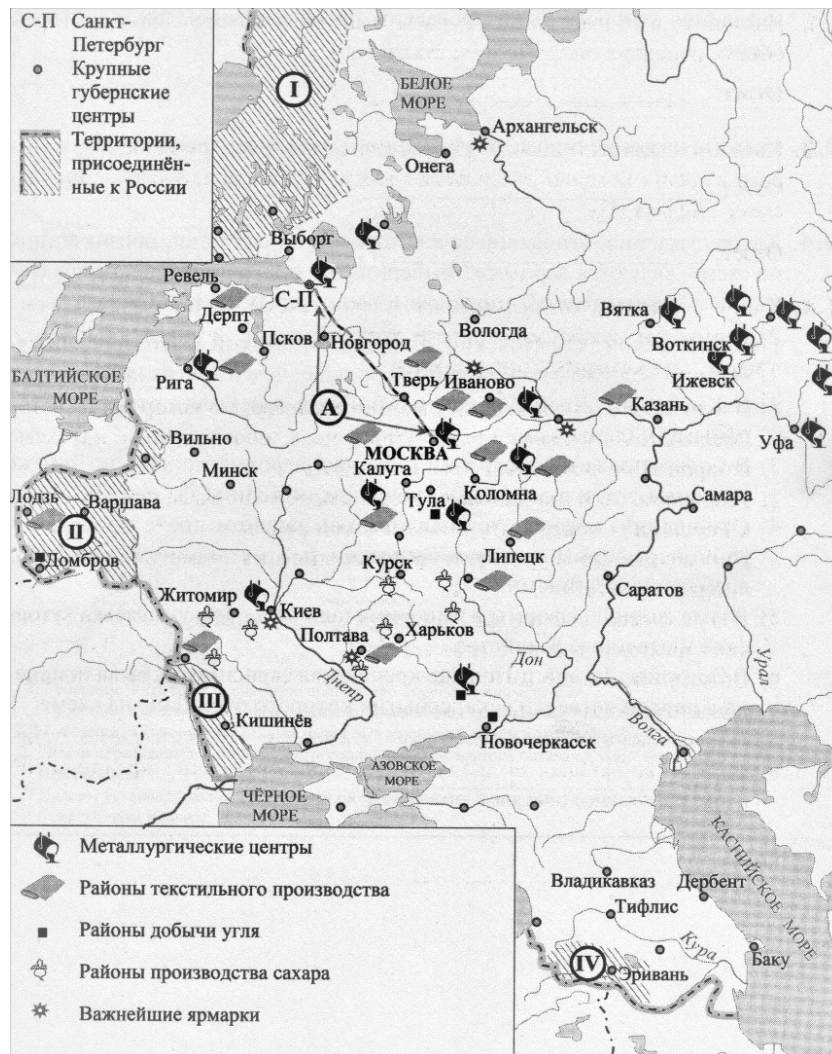 С-П Санкт-
Петербург
Крупные
губернские
центры
Территории,
присоединён-
ные к России
I
БЕЛОЕ
МОРЕ
Архангельск
Онега
Выборг
Ревель
С-П
Дерпт
Псков
Новгород
Вологда
Вятка
Воткинск
Ижевск
Рига
БАЛТИЙСКОЕ
МОРЕ
А
Тверь
Иваново
Казань
Уфа
МОСКВА
Вильно
Минск
Калуга
Тула
Коломна
Самара
Лодзь
Варшава
II
Домбров
Липецк
Курск
Саратов
Житомир
Киев
Полтава
Харьков
Дон
Днепр
Урал
Волга
III
Кишинёв
Новочеркасск
АЗОВСКОЕ
МОРЕ
ЧЁРНОЕ
МОРЕ
КАСПИЙСКОЕ МОРЕ
Владикавказ
Дербент
Тифлис
Кура
Баку
IV
Эривань
Металлургические центры
Районы текстильного производства
Районы добычи угля
Районы производства сахара
Важнейшие ярмарки